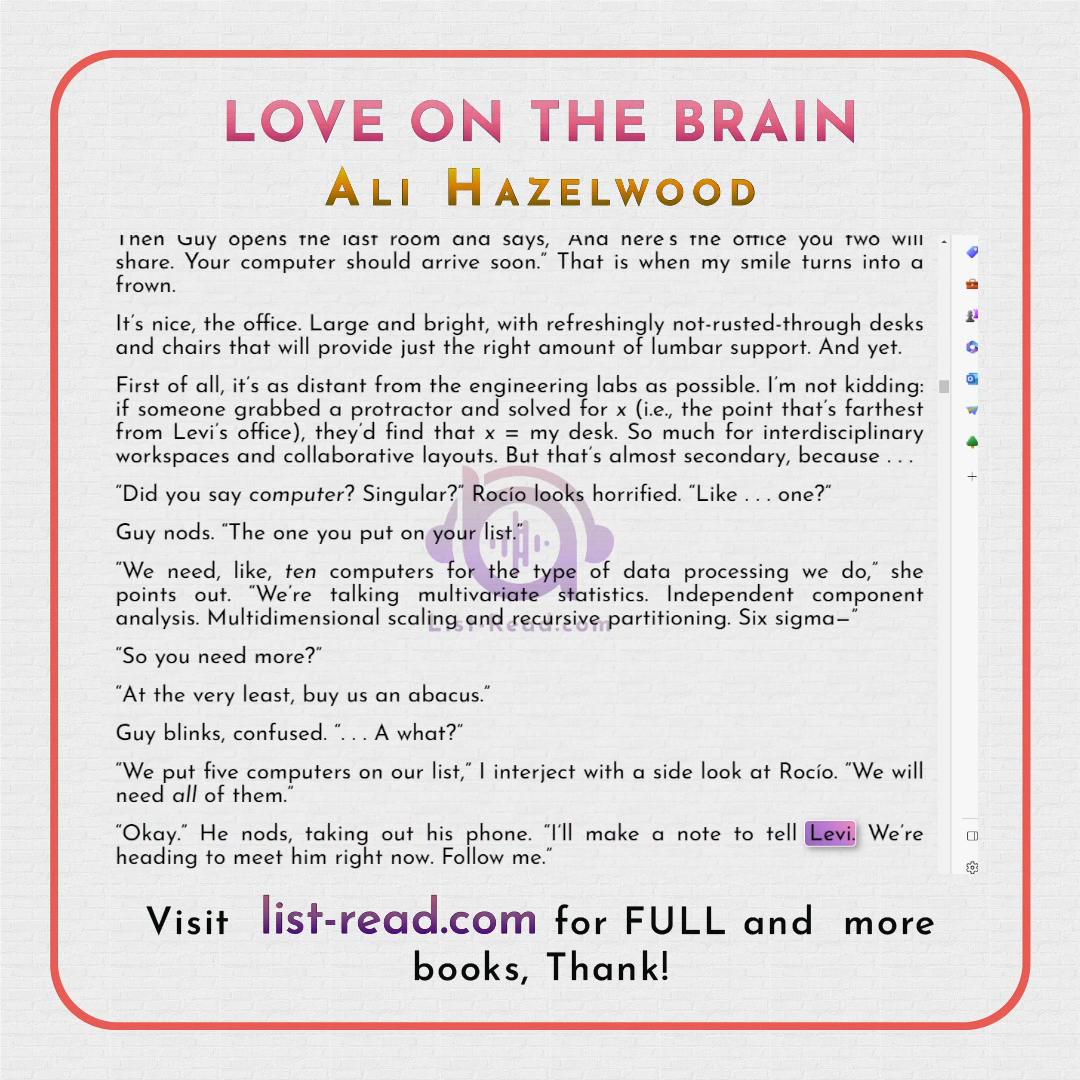 LOVE ON THE BRAIN
ALI HAZELWOOD
Then Guy opens the last room and says, “And here’s the office you two will
share. Your computer should arrive soon.” That is when my smile turns into a
frown.
It’s nice, the office. Large and bright, with refreshingly not-rusted-through desks
and chairs that will provide just the right amount of lumbar support. And yet.
First of all, it’s as distant from the engineering labs as possible. I’m not kidding:
if someone grabbed a protractor and solved for x (i.e., the point that’s farthest
from Levi’s office), they’d find that x = my desk. So much for interdisciplinary
workspaces and collaborative layouts. But that’s almost secondary, because . . .
“Did you say computer? Singular?” Rocío looks horrified. “Like . . . one?”
Guy nods. “The one you put on your list.”
“We need, like, ten computers for the type of data processing we do,” she
points out. “We’re talking multivariate statistics. Independent component
analysis. Multidimensional scaling and recursive partitioning. Six sigma—”
List-Read.com
“So you need more?”
“At the very least, buy us an abacus.”
Guy blinks, confused. “. . . A what?”
“We put five computers on our list,” I interject with a side look at Rocío. “We will
need all of them.”
“Okay.” He nods, taking out his phone. “I’ll make a note to tell Levi. We’re
heading to meet him right now. Follow me.”
Visit list-read.com for FULL and more
books, Thank!